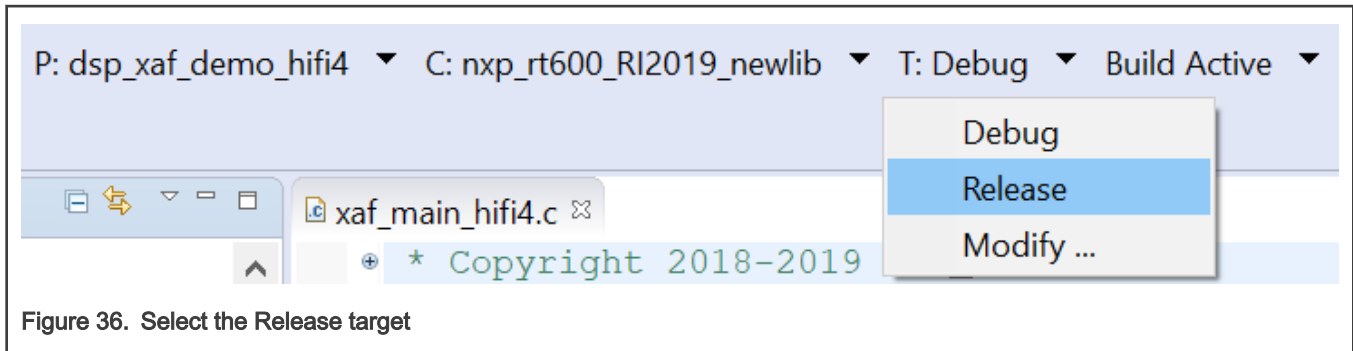 P: dsp_xaf_demo_hifi4 C: nxp_rt600_RI2019_newlib T: Debug Build Active
Debug
Release
Modify ...
xaf_main_hifi4.c
* Copyright 2018-2019
Figure 36. Select the Release target